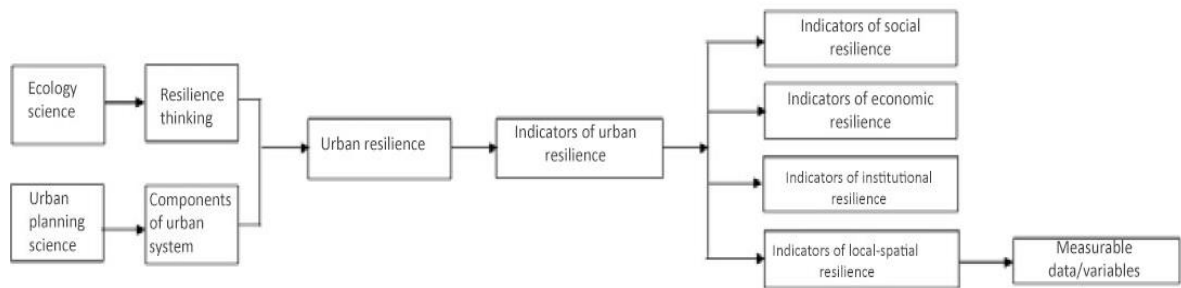 Ecology
science
Resilience
thinking
Urban
planning
science
Components
of urban
system
Urban resilience
Indicators of urban
resilience
Indicators of social
resilience
Indicators of economic
resilience
Indicators of institutional
resilience
Indicators of local-spatial
resilience
Measurable
data/variables